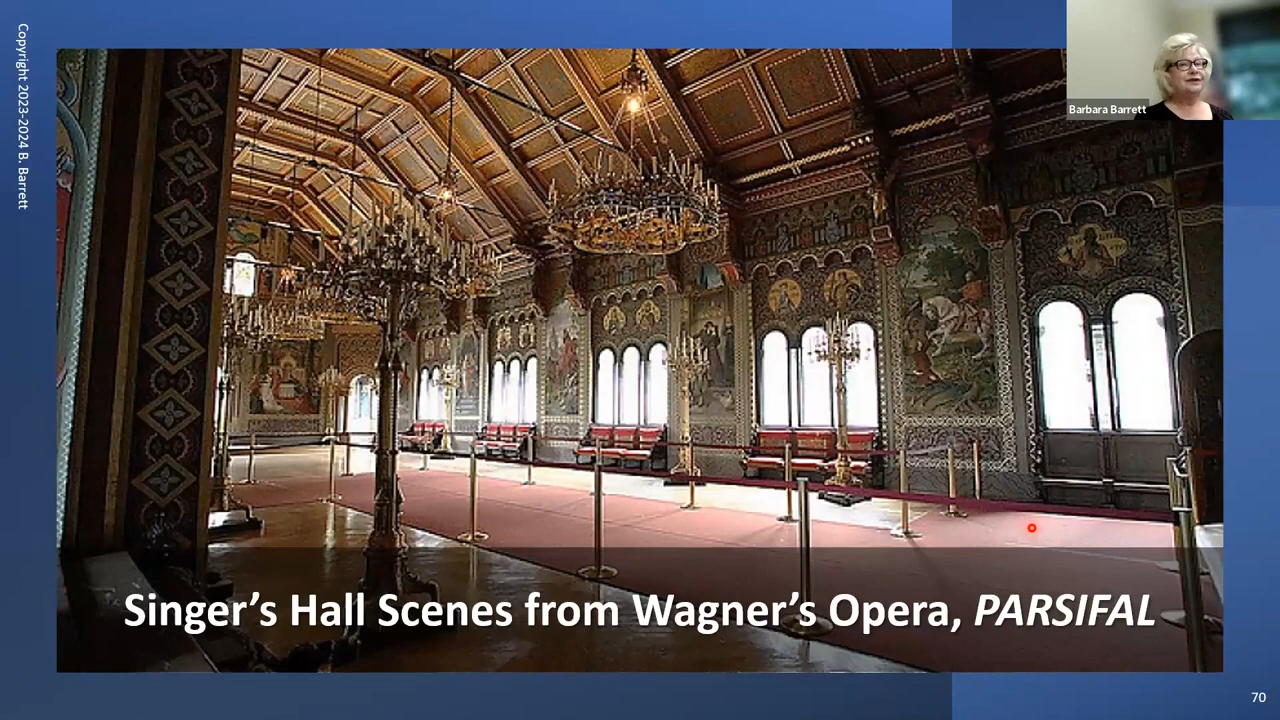 Copyright 2023-2024 B. Barrett
Barbara Barrett
Singer’s Hall Scenes from Wagner’s Opera, PARSIFAL
70